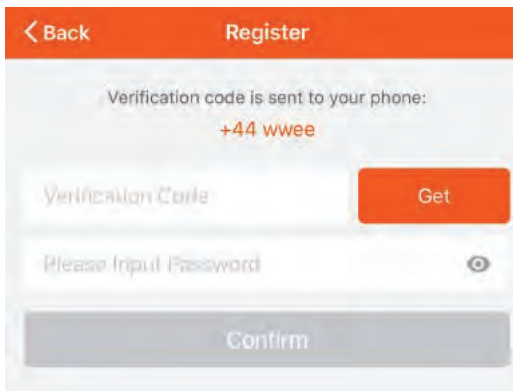 Back Register
Verification code is sent to your phone:
+44 wwee
Verification Code Get
Please Input Password
Confirm